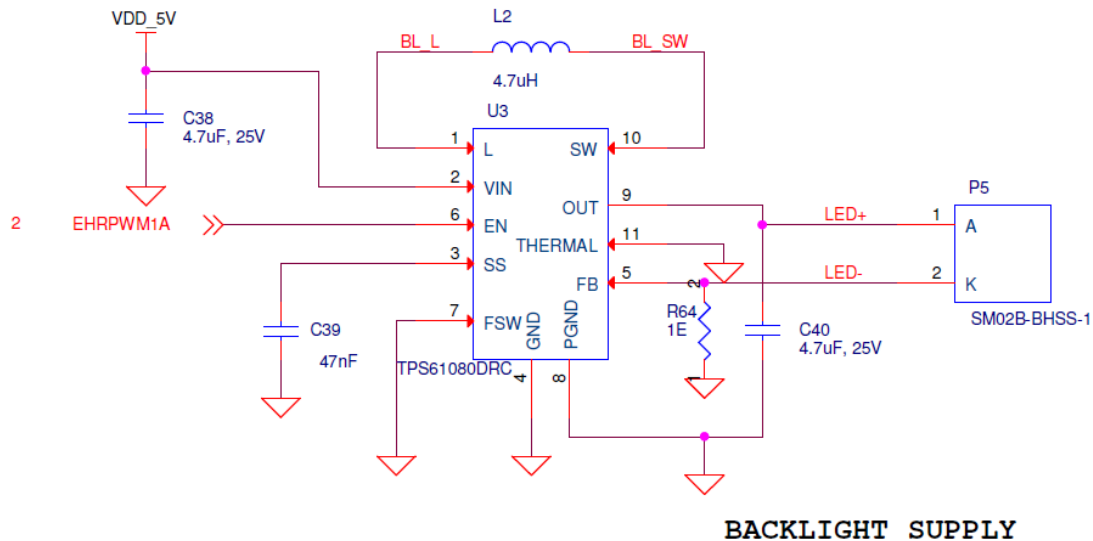 VDD_5V
L2
BL_L
BL_SW
4.7uH
C38
4.7uF, 25V
U3
1
L
SW
10
2
VIN
9
OUT
P5
2
EHRPWM1A
6
EN
LED+
1
A
THERMAL
11
3
SS
LED-
2
K
FB
5
2
SM02B-BHSS-1
7
FSW
GND
PGND
R64
1E
C39
47nF
C40
4.7uF, 25V
TPS61080DRC
4
8
1
BACKLIGHT SUPPLY